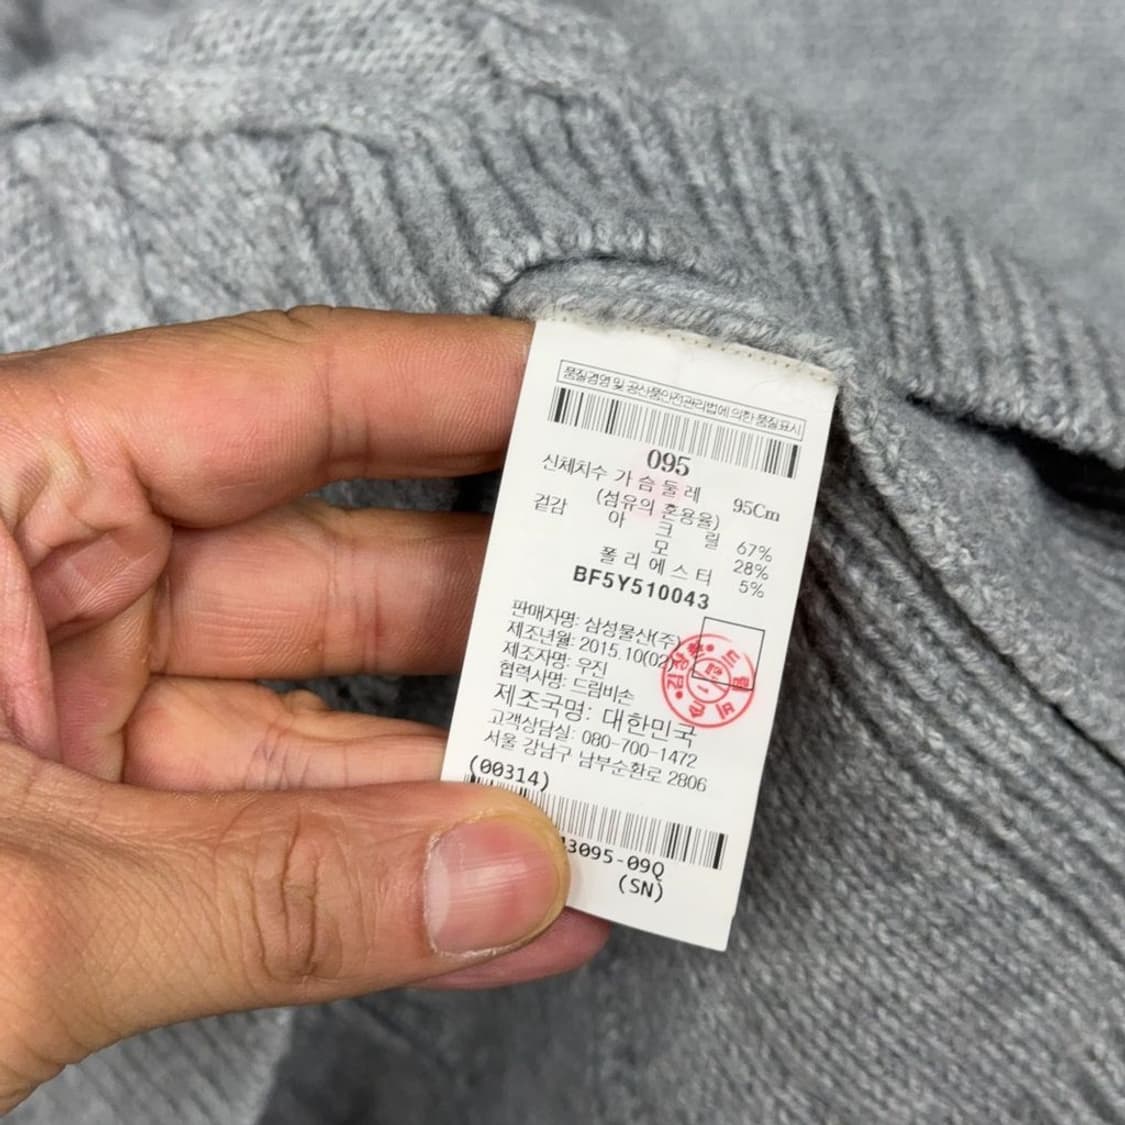 품질경영 및 공산품안전관리법에 의한 품질표시
095
신체치수 가슴둘레 95Cm
(섬유의 혼용율)
겉감 아크릴 67%
모 28%
폴리에스터 5%
BF5Y510043
판매자명: 삼성물산(주)
제조년월: 2015.10(02)
제조자명: 우진
협력사명: 드림비손
제조국명: 대한민국
고객상담실: 080-700-1472
서울 강남구 남부순환로 2806
(00314)
3095-09Q
(SN)